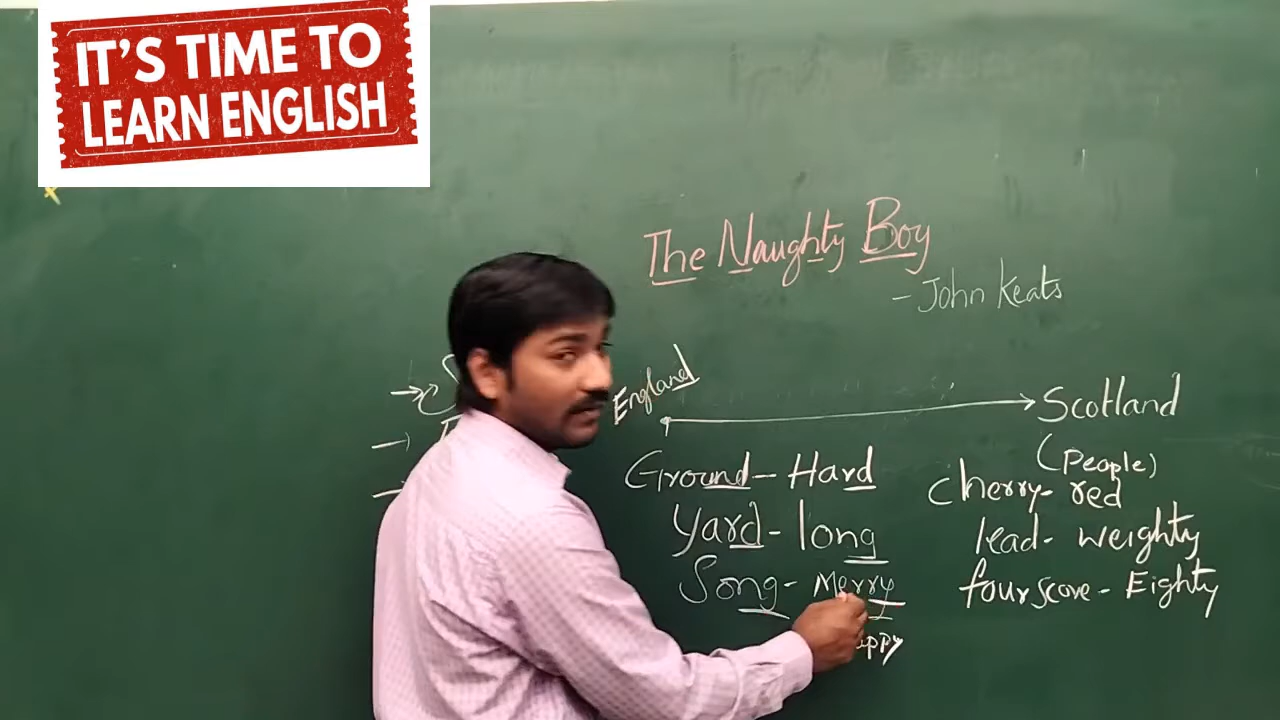 IT'S TIME TO
LEARN ENGLISH
The Naughty Boy
- John Keats
England
Scotland
(People)
Ground - Hard
Yard - long
Song - Merry
Cherry - red
lead - weighty
fourscore - Eighty